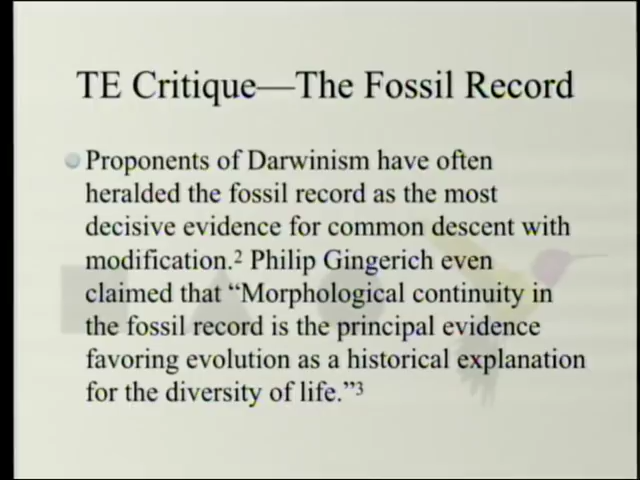 TE Critique—The Fossil Record
Proponents of Darwinism have often
heralded the fossil record as the most
decisive evidence for common descent with
modification.² Philip Gingerich even
claimed that “Morphological continuity in
the fossil record is the principal evidence
favoring evolution as a historical explanation
for the diversity of life.”³